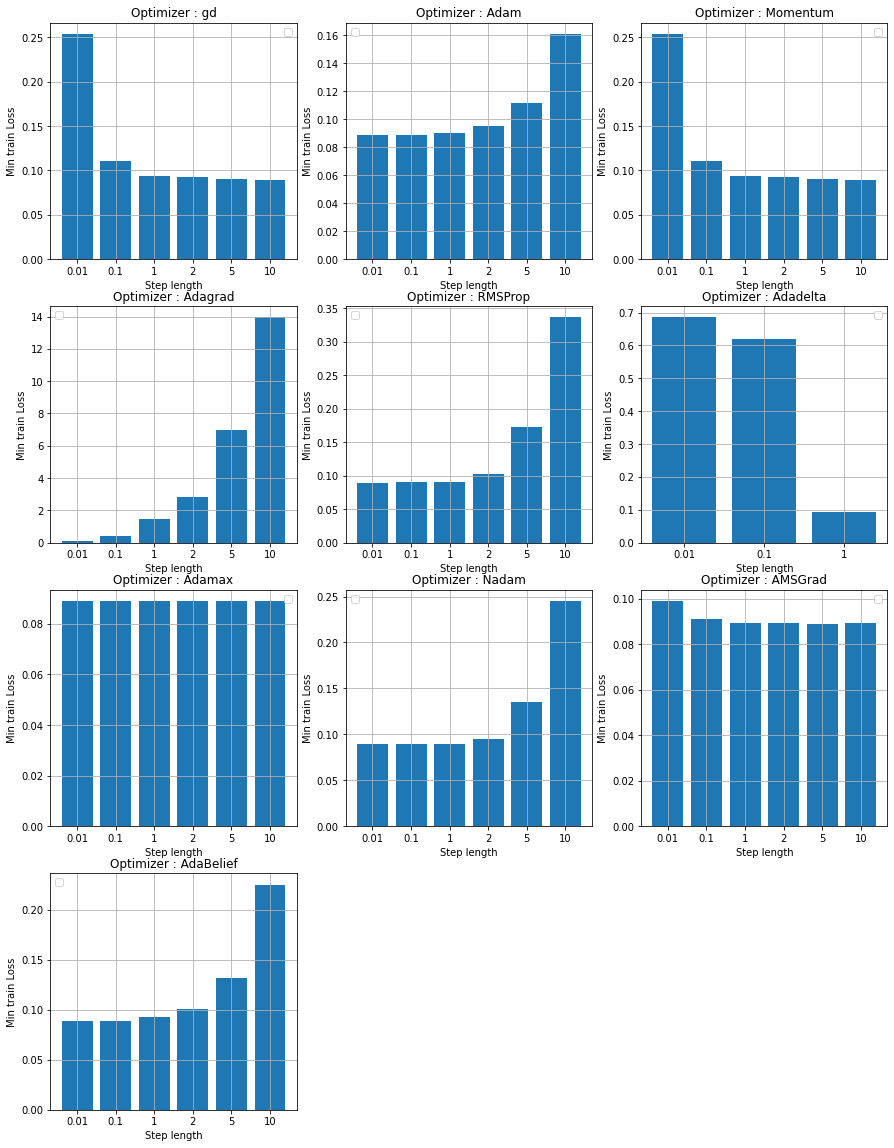 Optimizer : gd
Min train Loss
0.25
0.20
0.15
0.10
0.05
0.00
0.01 0.1 1 2 5 10
Step length
Optimizer : Adam
Min train Loss
0.16
0.14
0.12
0.10
0.08
0.06
0.04
0.02
0.00
0.01 0.1 1 2 5 10
Step length
Optimizer : Momentum
Min train Loss
0.25
0.20
0.15
0.10
0.05
0.00
0.01 0.1 1 2 5 10
Step length
Optimizer : Adagrad
Min train Loss
14
12
10
8
6
4
2
0
0.01 0.1 1 2 5 10
Step length
Optimizer : RMSProp
Min train Loss
0.35
0.30
0.25
0.20
0.15
0.10
0.05
0.00
0.01 0.1 1 2 5 10
Step length
Optimizer : Adadelta
Min train Loss
0.7
0.6
0.5
0.4
0.3
0.2
0.1
0.0
0.01 0.1 1
Step length
Optimizer : Adamax
Min train Loss
0.08
0.06
0.04
0.02
0.00
0.01 0.1 1 2 5 10
Step length
Optimizer : Nadam
Min train Loss
0.25
0.20
0.15
0.10
0.05
0.00
0.01 0.1 1 2 5 10
Step length
Optimizer : AMSGrad
Min train Loss
0.10
0.08
0.06
0.04
0.02
0.00
0.01 0.1 1 2 5 10
Step length
Optimizer : AdaBelief
Min train Loss
0.20
0.15
0.10
0.05
0.00
0.01 0.1 1 2 5 10
Step length